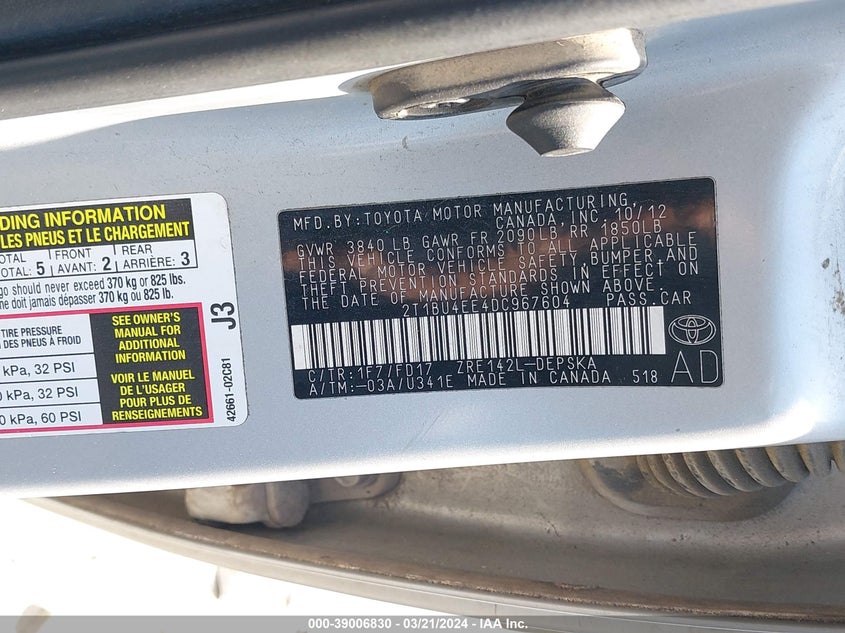 DING INFORMATION
LES PNEUS ET LE CHARGEMENT
TOTAL FRONT REAR
TOTAL: 5 AVANT: 2 ARRIÈRE: 3
go should never exceed 370 kg or 825 lbs.
ne doit jamais dépasser 370 kg ou 825 lb.
TIRE PRESSURE
DES PNEUS À FROID
kPa, 32 PSI
0 kPa, 32 PSI
0 kPa, 60 PSI
SEE OWNER'S
MANUAL FOR
ADDITIONAL
INFORMATION
VOIR LE MANUEL
DE L'USAGER
POUR PLUS DE
RENSEIGNEMENTS
J3
42661-02C81
MFD.BY:TOYOTA MOTOR MANUFACTURING,
CANADA, INC. 10/12
GVWR 3840 LB GAWR FR 2090LB RR 1850LB
THIS VEHICLE CONFORMS TO ALL APPLICABLE
FEDERAL MOTOR VEHICLE SAFETY, BUMPER, AND
THEFT PREVENTION STANDARDS IN EFFECT ON
THE DATE OF MANUFACTURE SHOWN ABOVE.
2T1BU4EE4DC967604 PASS.CAR
TOYOTA
C/TR:1F7/FD17 ZRE142L-DEPSKA
A/TM:-03A/U341E MADE IN CANADA 518
AD
000-39006830 - 03/21/2024 - IAA Inc.